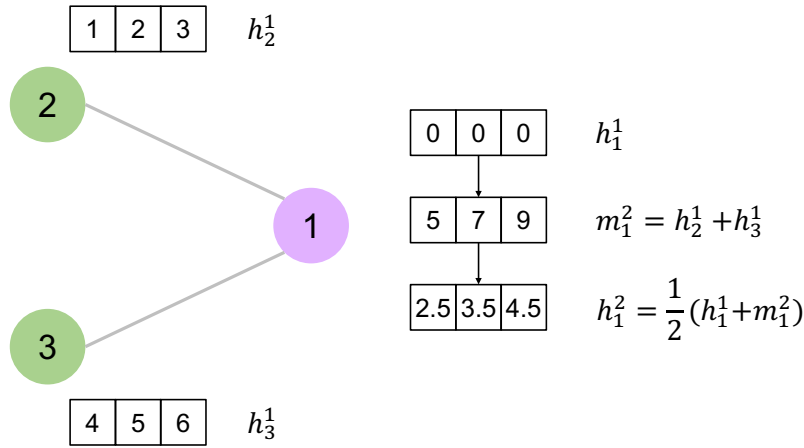 1 2 3 h_2^1
2
0 0 0 h_1^1
1
5 7 9 m_1^2 = h_2^1 + h_3^1
2.5 3.5 4.5 h_1^2 = \frac{1}{2}(h_1^1 + m_1^2)
3
4 5 6 h_3^1